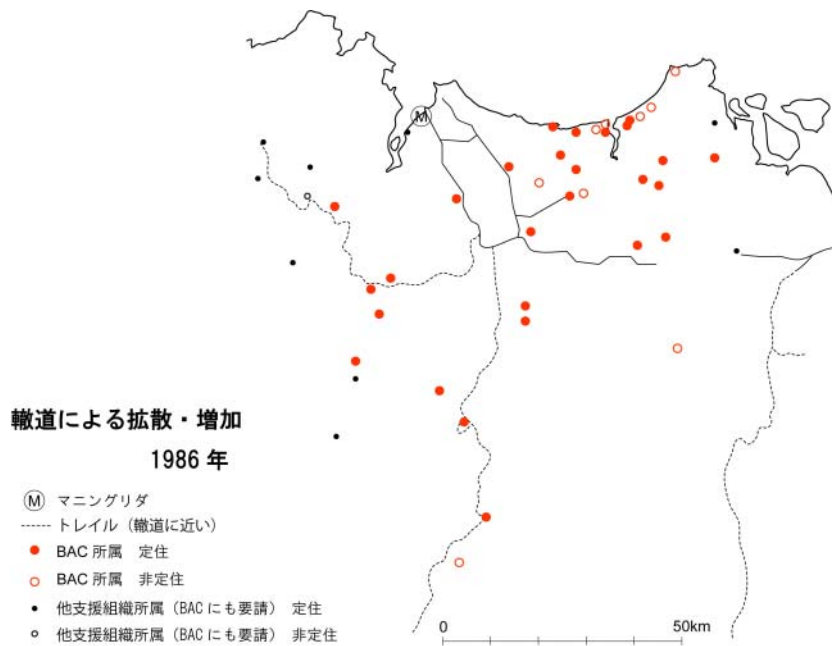 M
轍道による拡散・増加
1986 年
M マニングリダ
トレイル（轍道に近い）
BAC 所属 定住
BAC 所属 非定住
他支援組織所属（BAC にも要請） 定住
他支援組織所属（BAC にも要請） 非定住
0 50km